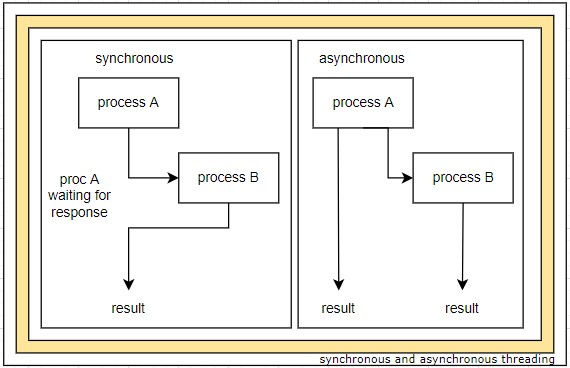 synchronous
process A
process B
proc A
waiting for
response
result
asynchronous
process A
process B
result
result
synchronous and asynchronous threading